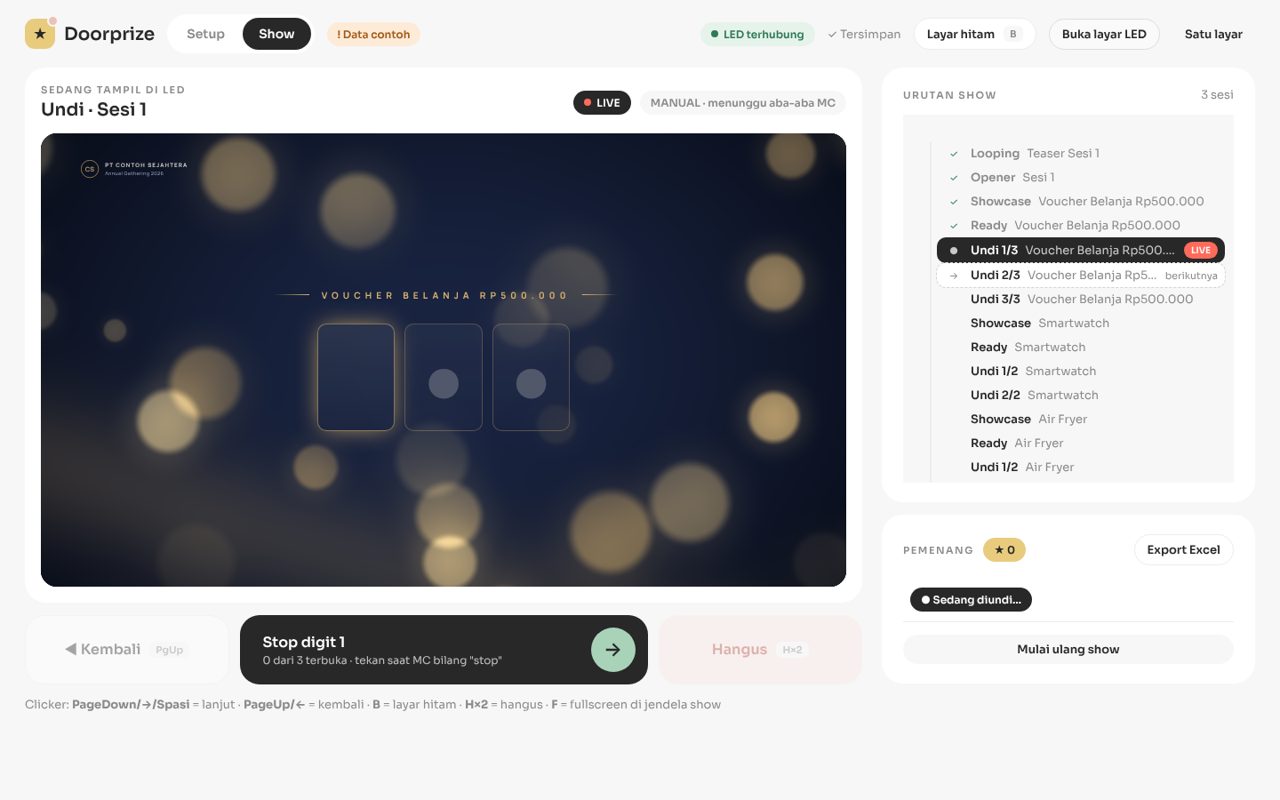 ★ Doorprize
Setup
Show
! Data contoh
LED terhubung
✓ Tersimpan
Layar hitam B
Buka layar LED
Satu layar
SEDANG TAMPIL DI LED
Undi · Sesi 1
LIVE
MANUAL · menunggu aba-aba MC
CS
PT CONTOH SEJAHTERA
Annual Gathering 2026
VOUCHER BELANJA RP500.000
◀ Kembali PgUp
Stop digit 1
0 dari 3 terbuka · tekan saat MC bilang "stop"
→
Hangus H×2
Clicker: PageDown/→/Spasi = lanjut · PageUp/← = kembali · B = layar hitam · H×2 = hangus · F = fullscreen di jendela show
URUTAN SHOW
3 sesi
✓ Looping Teaser Sesi 1
✓ Opener Sesi 1
✓ Showcase Voucher Belanja Rp500.000
✓ Ready Voucher Belanja Rp500.000
● Undi 1/3 Voucher Belanja Rp500.... LIVE
→ Undi 2/3 Voucher Belanja Rp5... berikutnya
Undi 3/3 Voucher Belanja Rp500.000
Showcase Smartwatch
Ready Smartwatch
Undi 1/2 Smartwatch
Undi 2/2 Smartwatch
Showcase Air Fryer
Ready Air Fryer
Undi 1/2 Air Fryer
PEMENANG ★ 0
Export Excel
● Sedang diundi...
Mulai ulang show